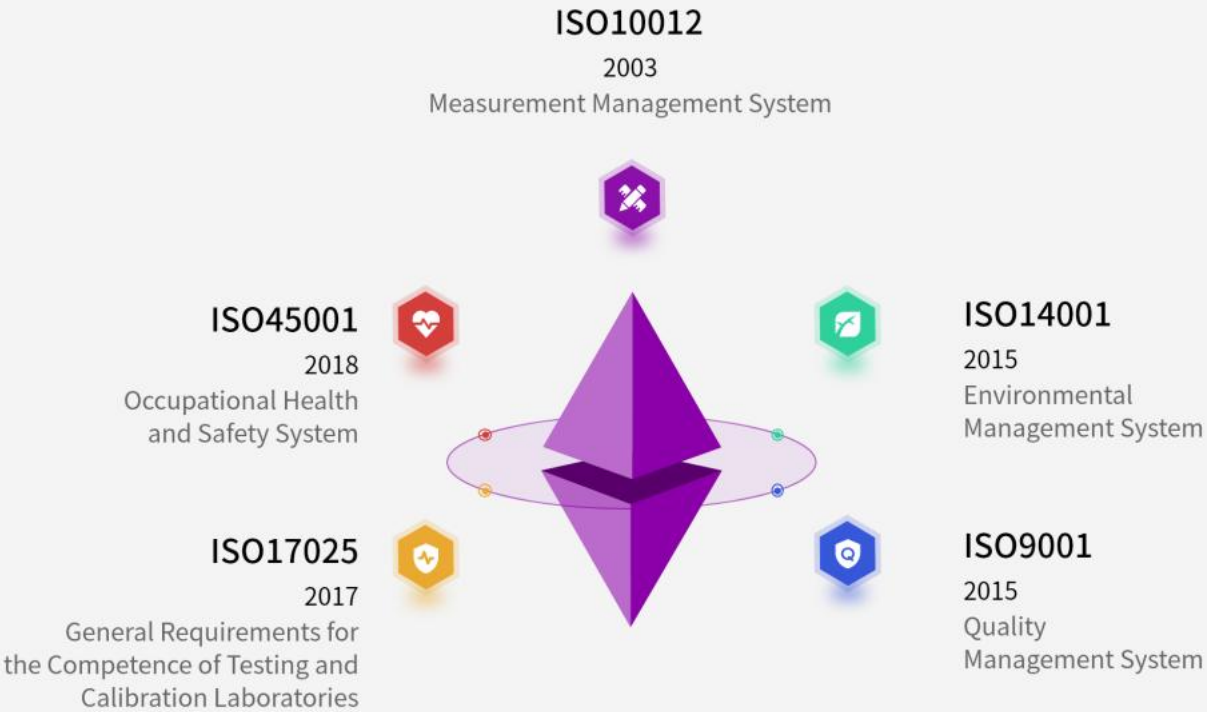 ISO10012
2003
Measurement Management System
ISO45001
2018
Occupational Health
and Safety System
ISO14001
2015
Environmental
Management System
ISO17025
2017
General Requirements for
the Competence of Testing and
Calibration Laboratories
ISO9001
2015
Quality
Management System
Q